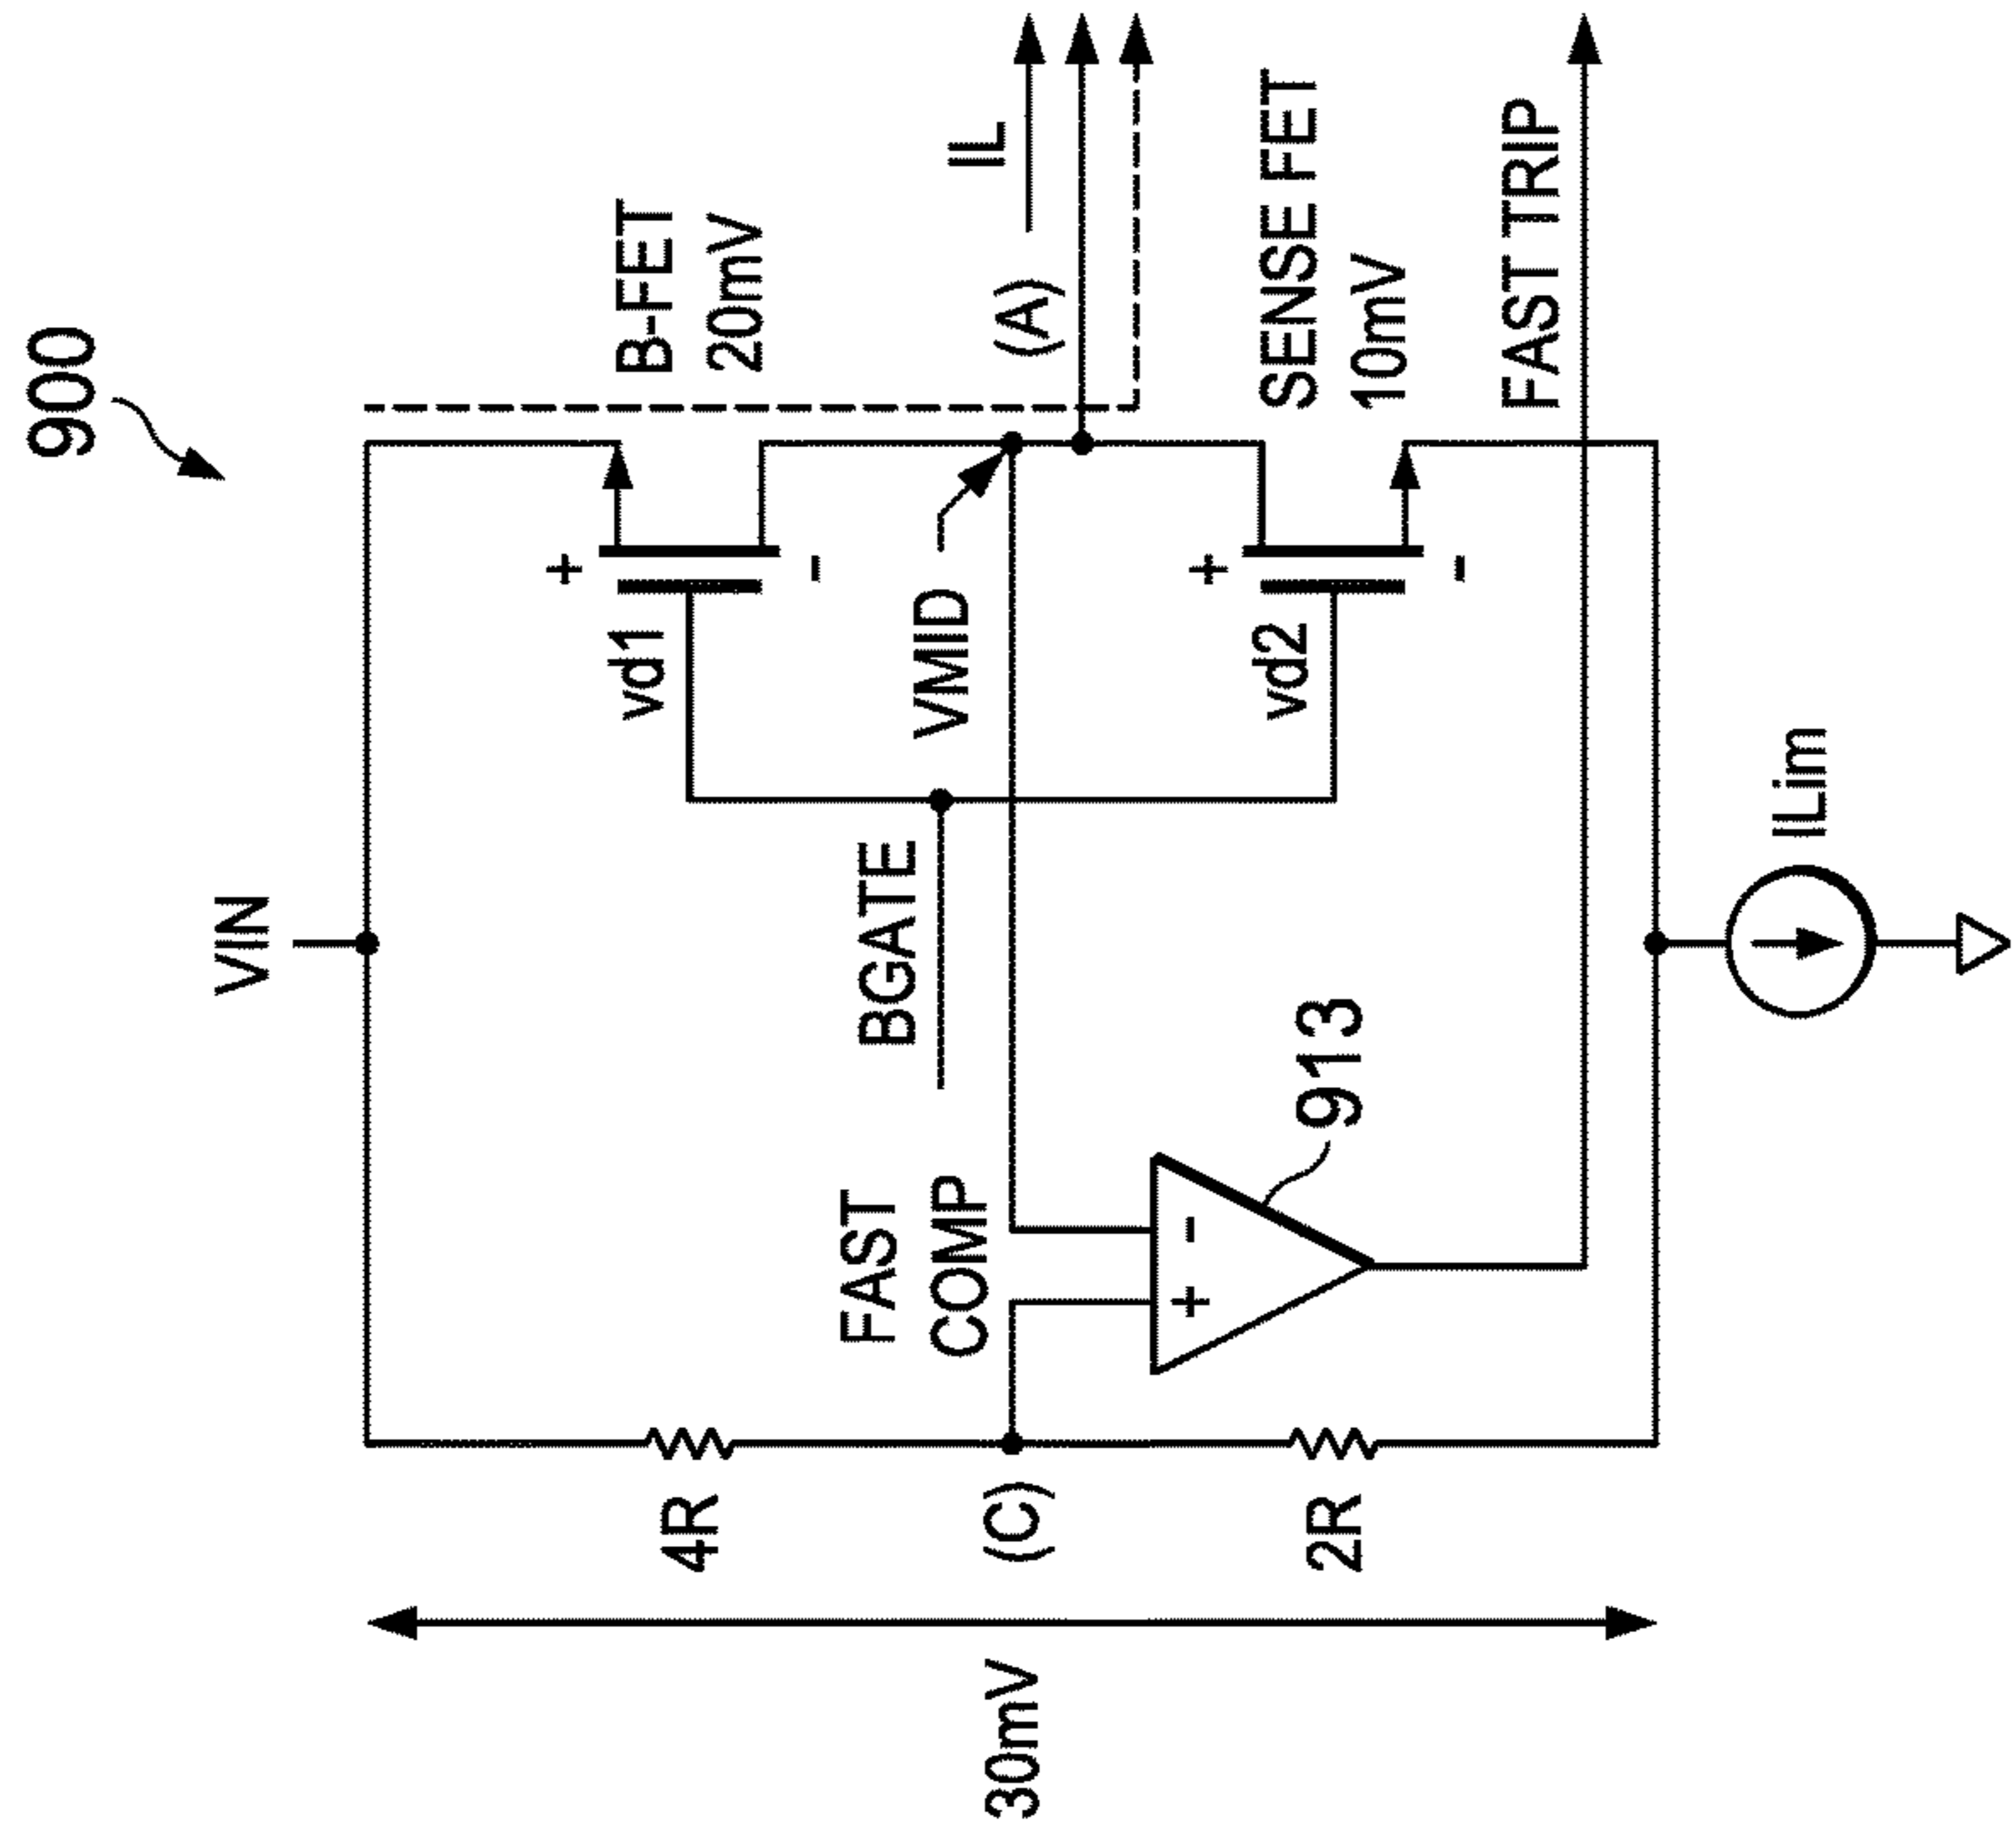 900
VIN
B-FET
20mV
vd1
+
-
IL
(A)
VMID
BGATE
FAST
COMP
4R
(C)
30mV
+
-
913
SENSE FET
10mV
vd2
+
-
2R
FAST TRIP
ILim